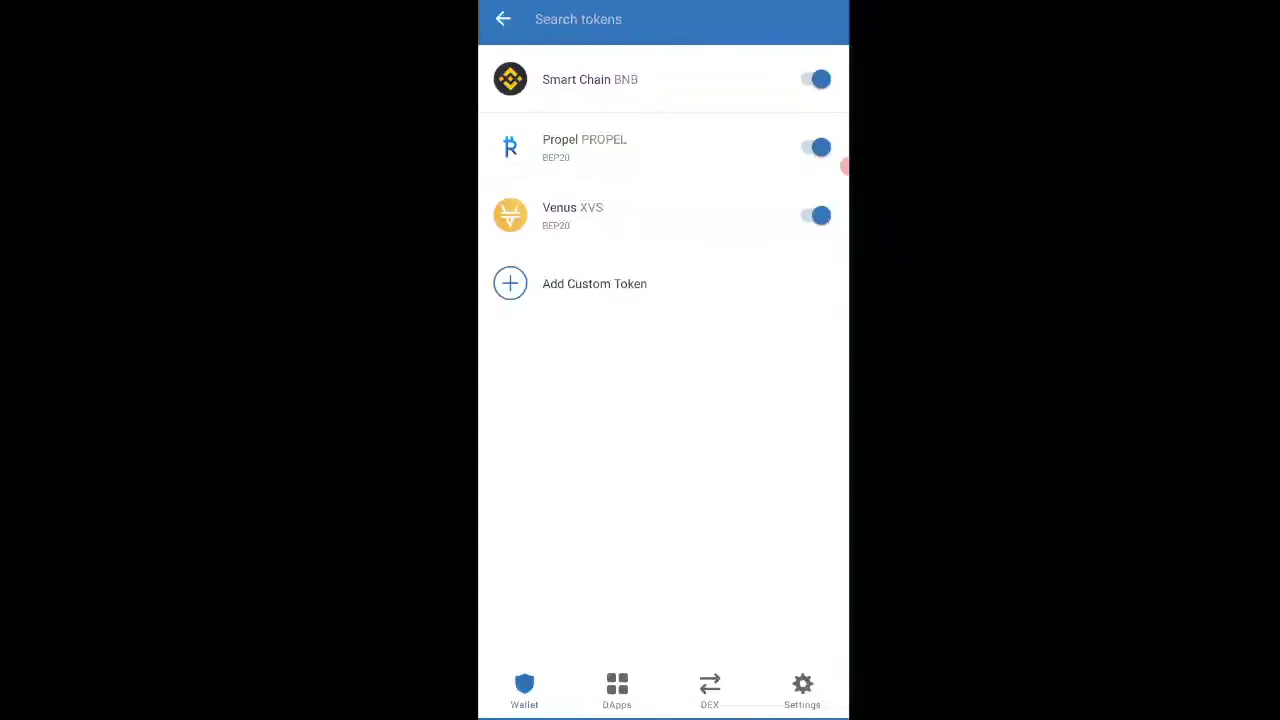 Search tokens
Smart Chain BNB
Propel PROPEL
BEP20
Venus XVS
BEP20
Add Custom Token
Wallet
DApps
DEX
Settings